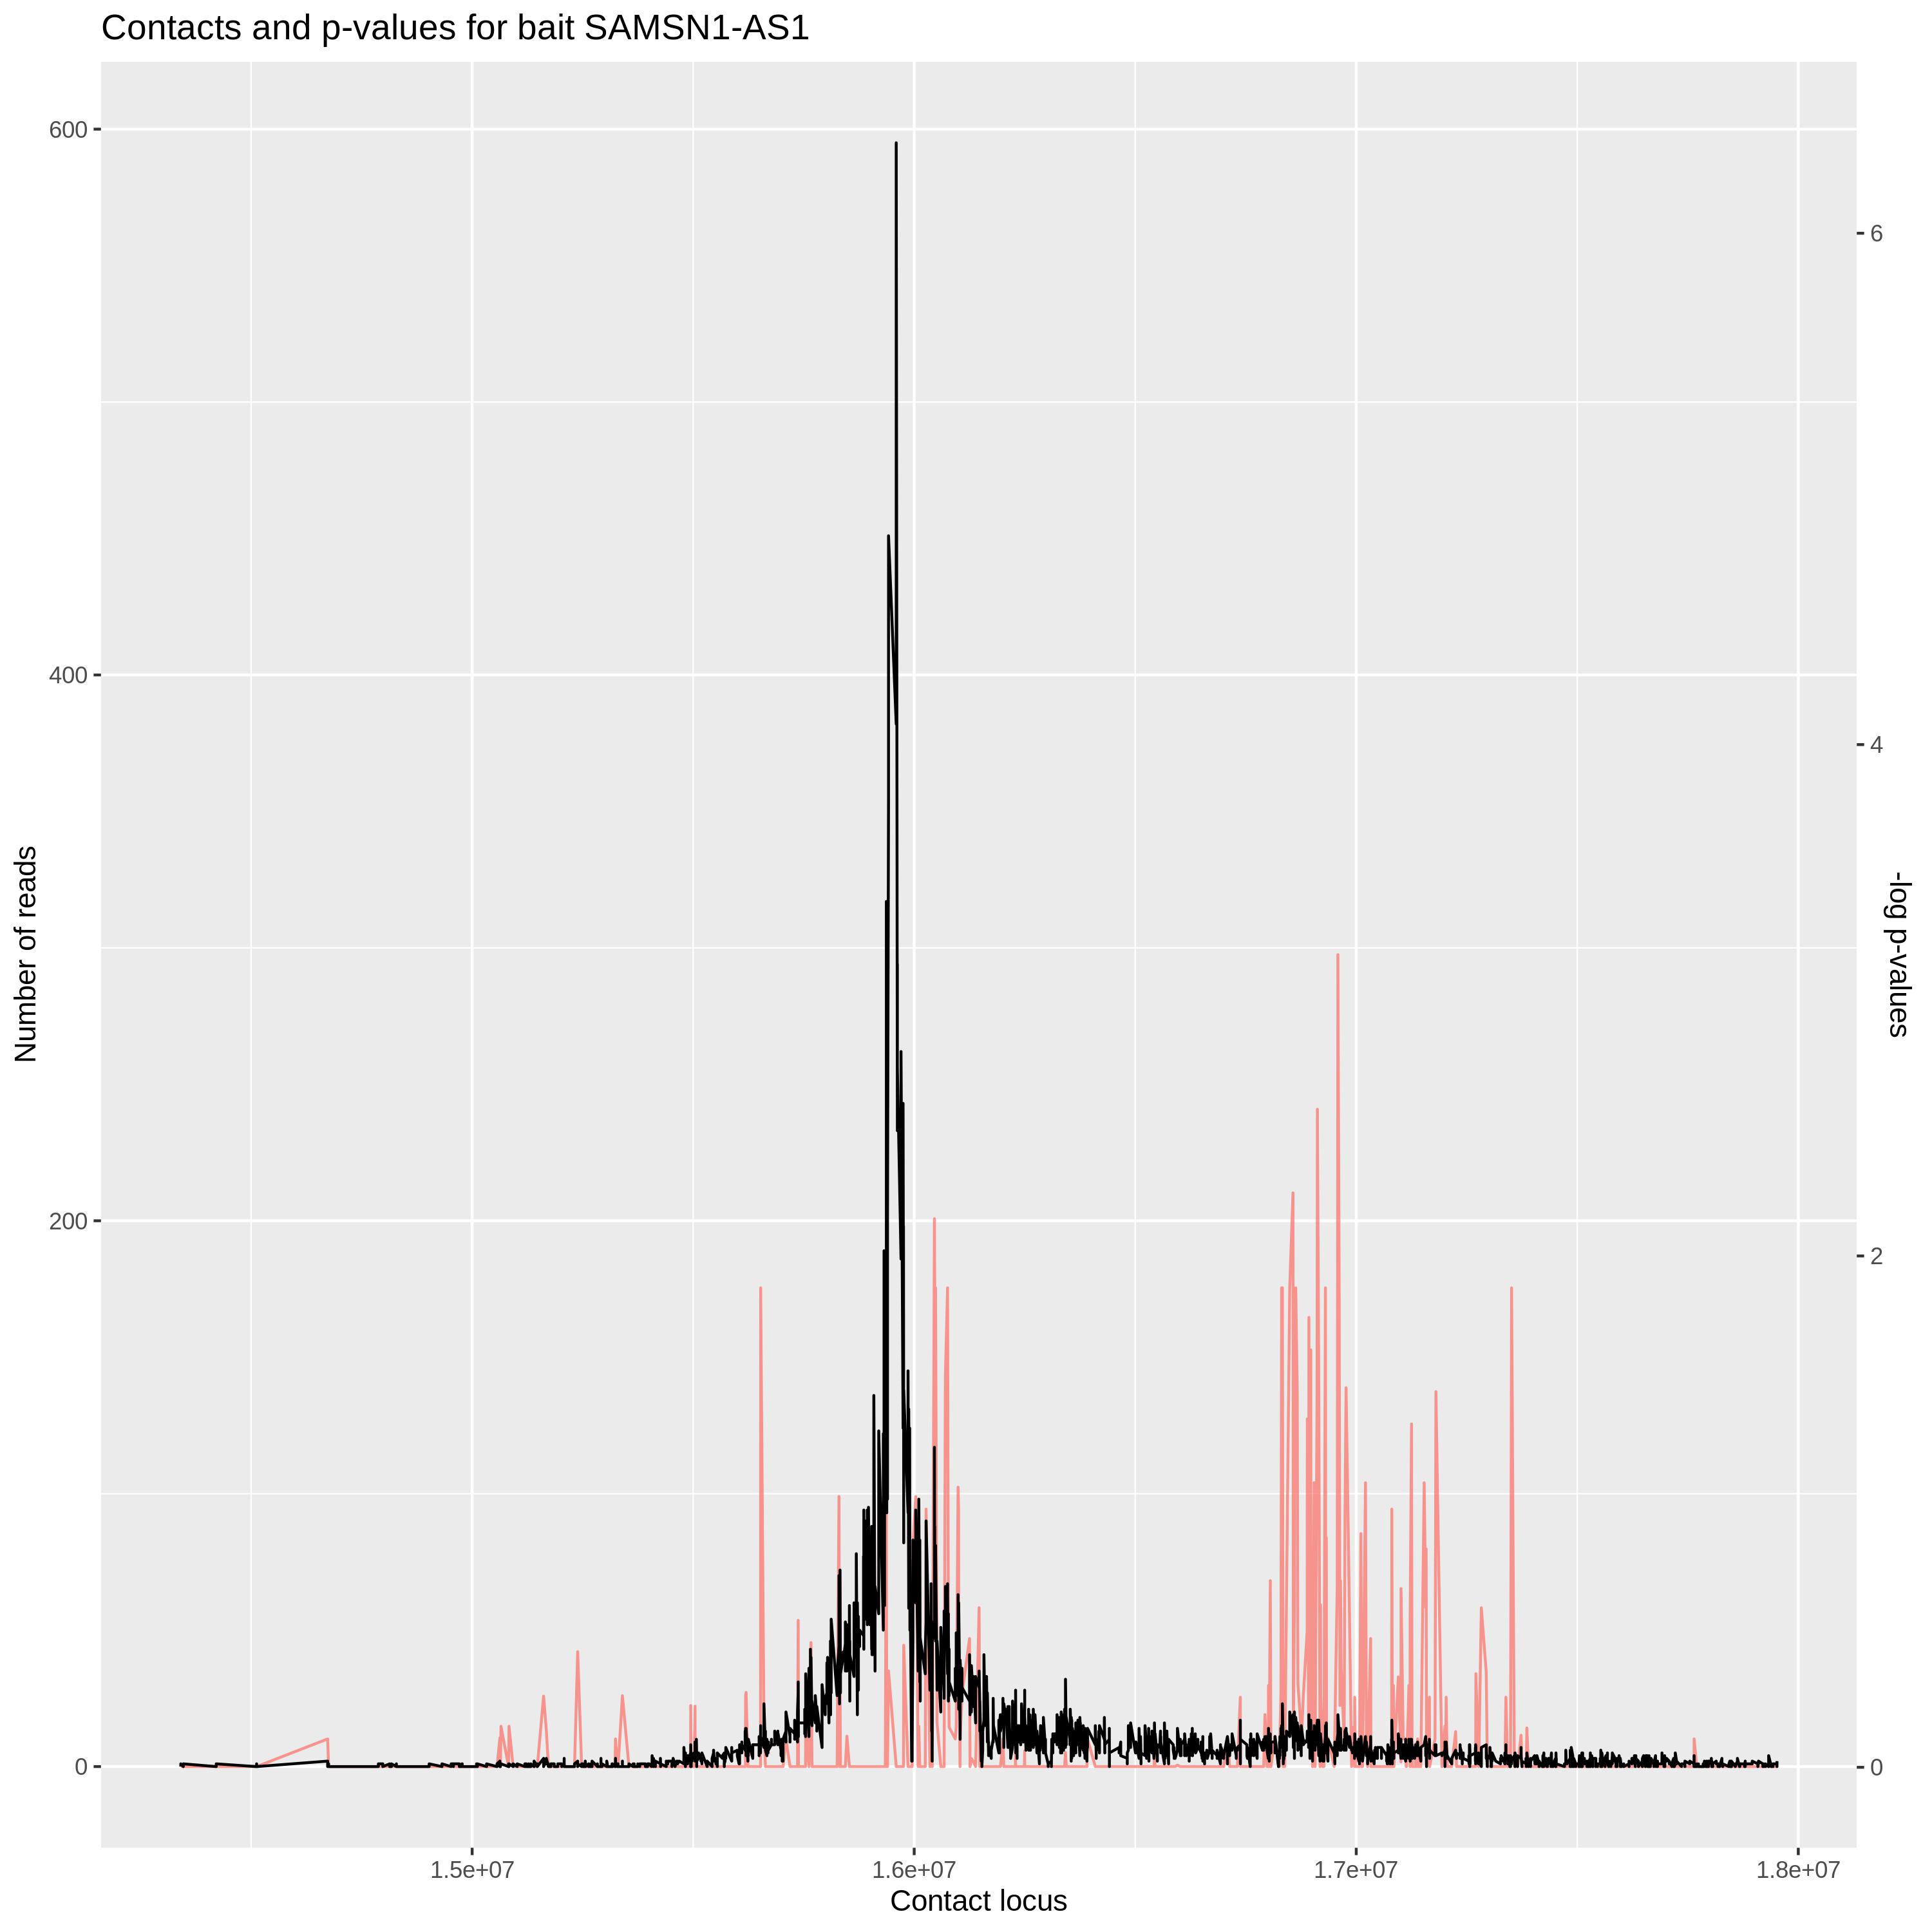 Contacts and p-values for bait SAMSN1-AS1
600
400
200
0
Number of reads
6
4
2
0
-log p-values
1.5e+07 1.6e+07 1.7e+07 1.8e+07
Contact locus